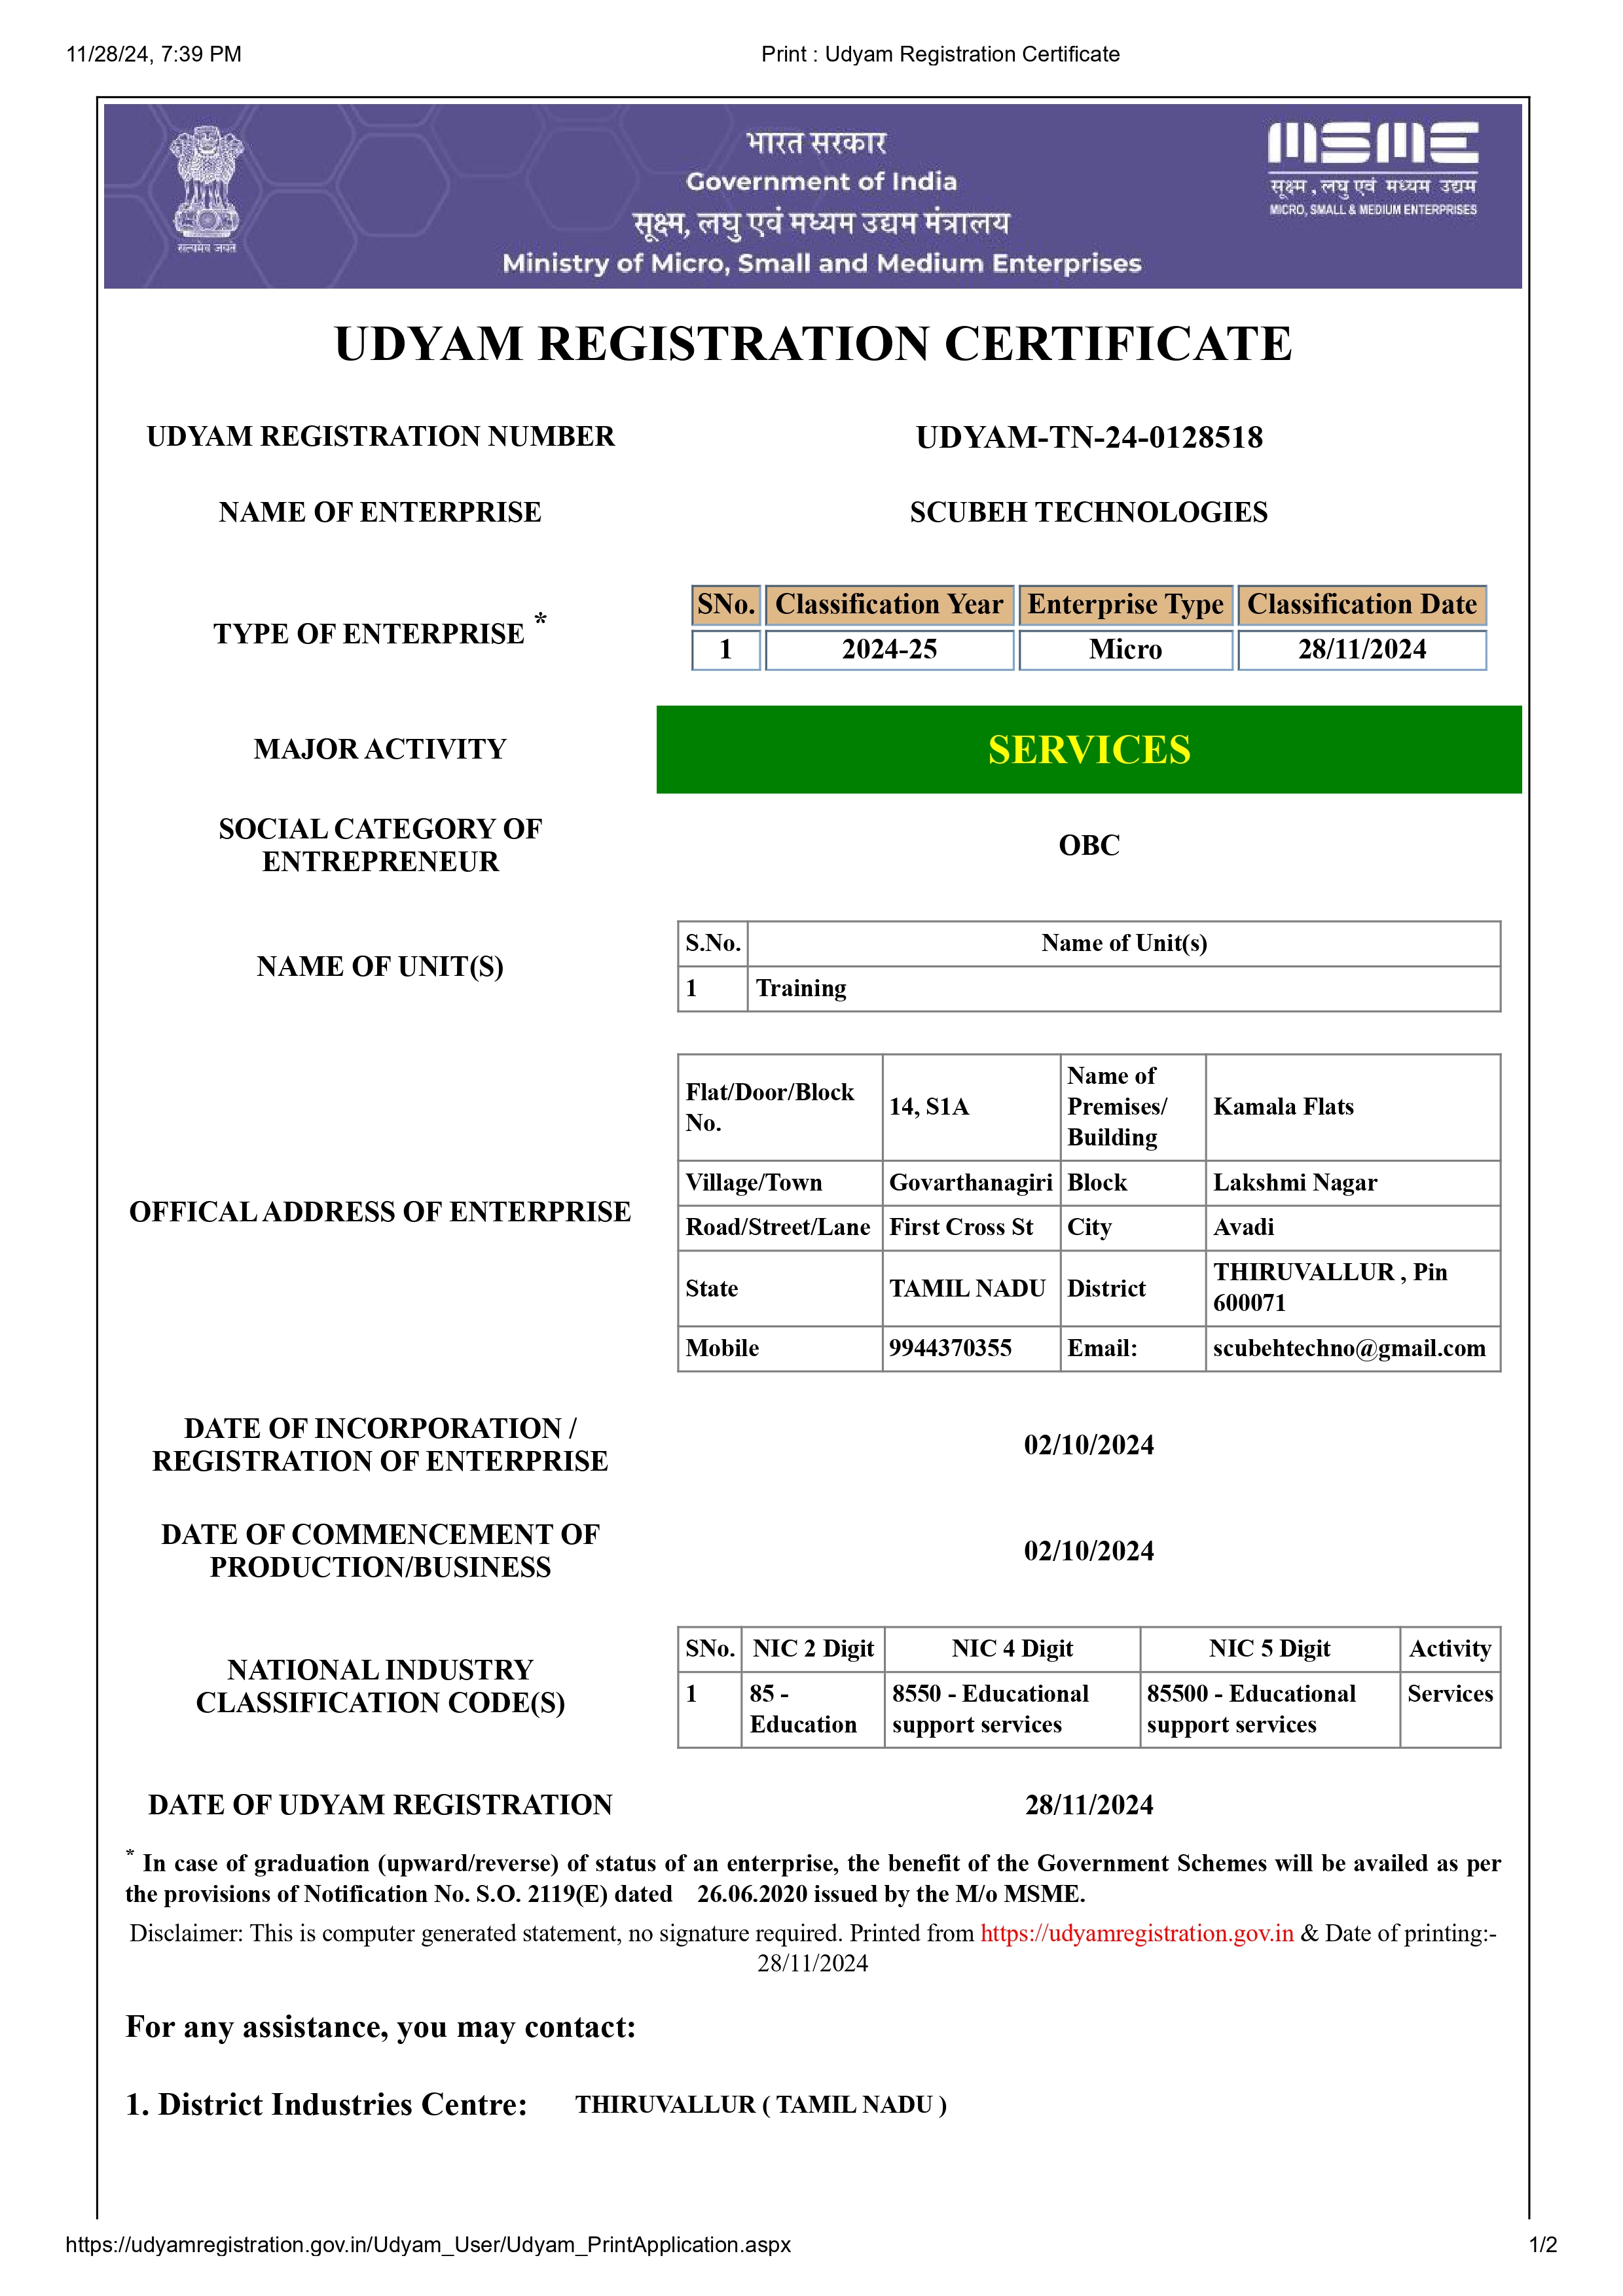 11/28/24, 7:39 PM Print : Udyam Registration Certificate
भारत सरकार
Government of India
सूक्ष्म, लघु एवं मध्यम उद्यम मंत्रालय
Ministry of Micro, Small and Medium Enterprises
सत्यमेव जयते
MSME
सूक्ष्म , लघु एवं मध्यम उद्यम
MICRO, SMALL & MEDIUM ENTERPRISES
UDYAM REGISTRATION CERTIFICATE
UDYAM REGISTRATION NUMBER UDYAM-TN-24-0128518
NAME OF ENTERPRISE SCUBEH TECHNOLOGIES
TYPE OF ENTERPRISE *
SNo. Classification Year Enterprise Type Classification Date
1 2024-25 Micro 28/11/2024
MAJOR ACTIVITY SERVICES
SOCIAL CATEGORY OF
ENTREPRENEUR
OBC
NAME OF UNIT(S)
S.No. Name of Unit(s)
1 Training
OFFICAL ADDRESS OF ENTERPRISE
Flat/Door/Block
No.
14, S1A
Name of
Premises/
Building
Kamala Flats
Village/Town Govarthanagiri Block Lakshmi Nagar
Road/Street/Lane First Cross St City Avadi
State TAMIL NADU District
THIRUVALLUR , Pin
600071
Mobile 9944370355 Email: scubehtechno@gmail.com
DATE OF INCORPORATION /
REGISTRATION OF ENTERPRISE
02/10/2024
DATE OF COMMENCEMENT OF
PRODUCTION/BUSINESS
02/10/2024
NATIONAL INDUSTRY
CLASSIFICATION CODE(S)
SNo. NIC 2 Digit NIC 4 Digit NIC 5 Digit Activity
1
85 -
Education
8550 - Educational
support services
85500 - Educational
support services
Services
DATE OF UDYAM REGISTRATION 28/11/2024
* In case of graduation (upward/reverse) of status of an enterprise, the benefit of the Government Schemes will be availed as per
the provisions of Notification No. S.O. 2119(E) dated 26.06.2020 issued by the M/o MSME.
Disclaimer: This is computer generated statement, no signature required. Printed from https://udyamregistration.gov.in & Date of printing:-
28/11/2024
For any assistance, you may contact:
1. District Industries Centre: THIRUVALLUR ( TAMIL NADU )
https://udyamregistration.gov.in/Udyam_User/Udyam_PrintApplication.aspx 1/2